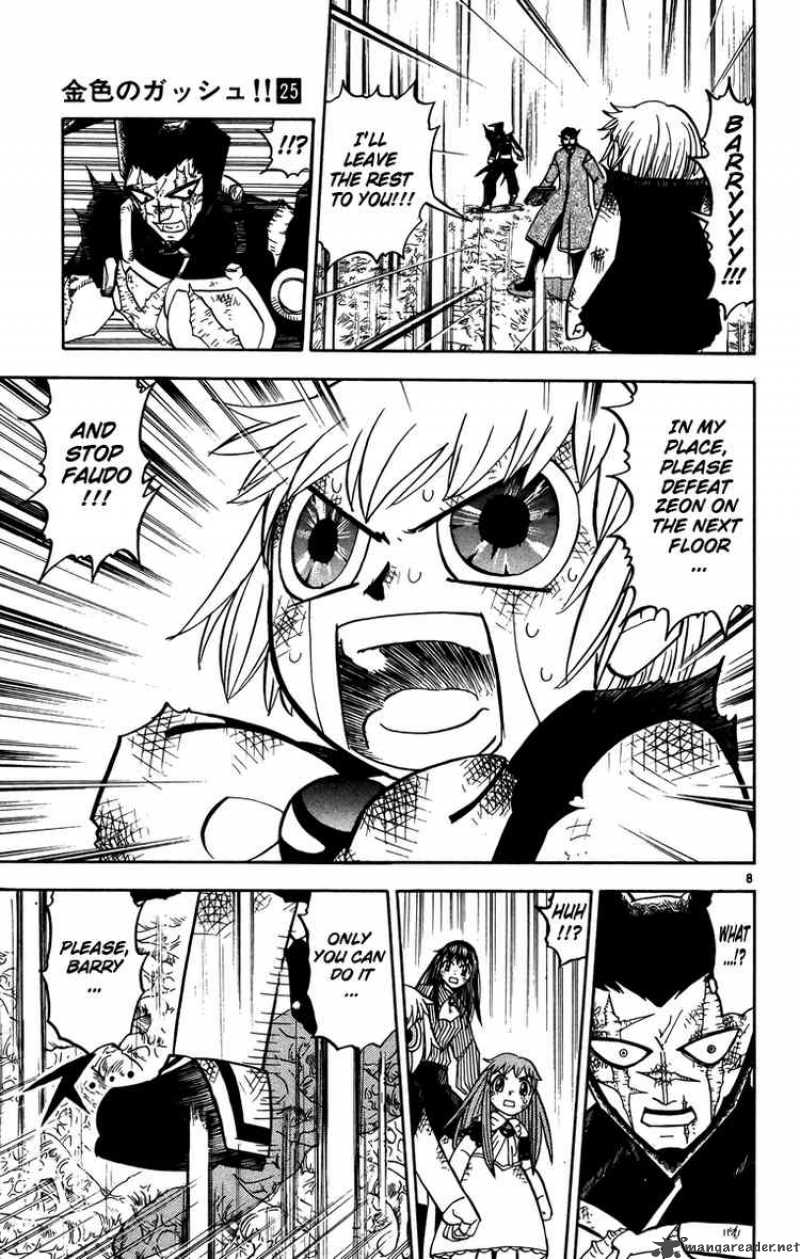 BARRYYY!!!
I'LL
LEAVE
THE REST
TO YOU!!!
金色のガッシュ!! 25
!!?
IN MY
PLACE,
PLEASE
DEFEAT
ZEON ON
THE NEXT
FLOOR
...
AND
STOP
FAUDO
!!!
8
WHAT
...!?
HUH
!!?
ONLY
YOU CAN
DO IT
...
PLEASE,
BARRY
...
mangareader.net